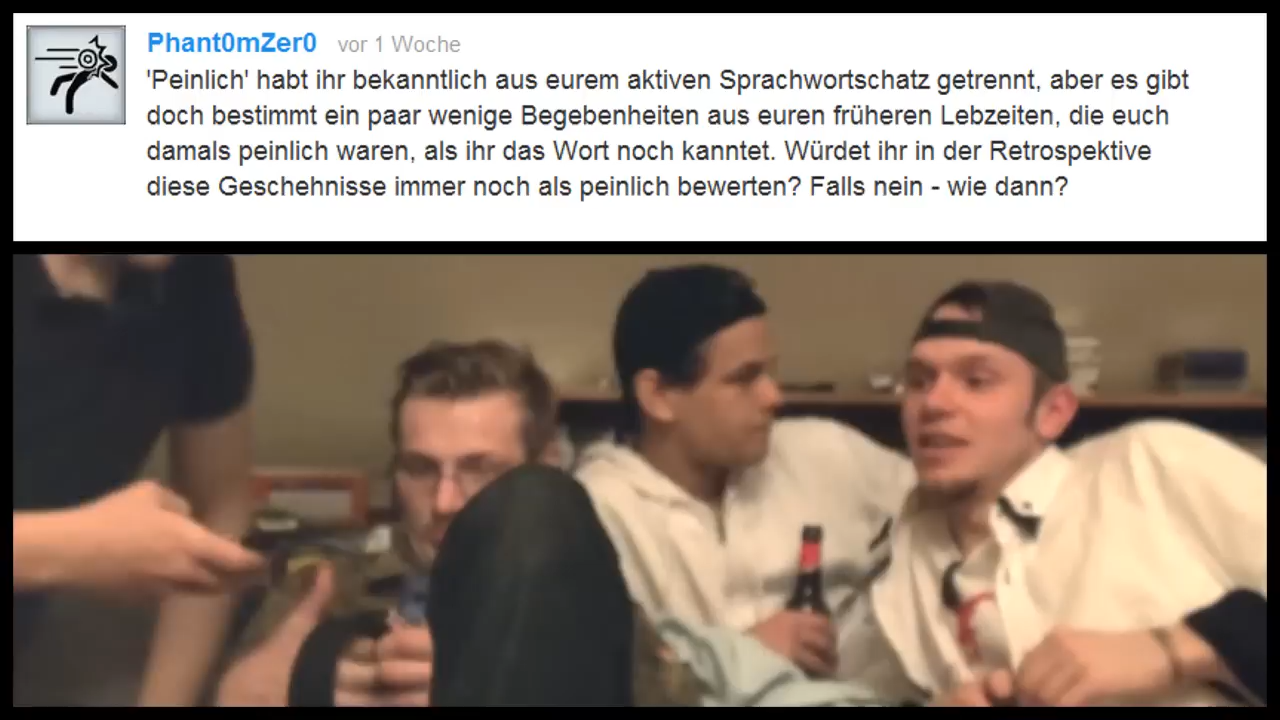 Phant0mZer0 vor 1 Woche
'Peinlich' habt ihr bekanntlich aus eurem aktiven Sprachwortschatz getrennt, aber es gibt
doch bestimmt ein paar wenige Begebenheiten aus euren früheren Lebzeiten, die euch
damals peinlich waren, als ihr das Wort noch kanntet. Würdet ihr in der Retrospektive
diese Geschehnisse immer noch als peinlich bewerten? Falls nein - wie dann?